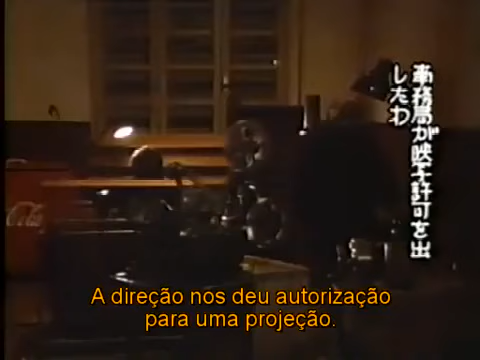 事務局が映写許可を出
したわ
Coca
A direção nos deu autorização
para uma projeção.